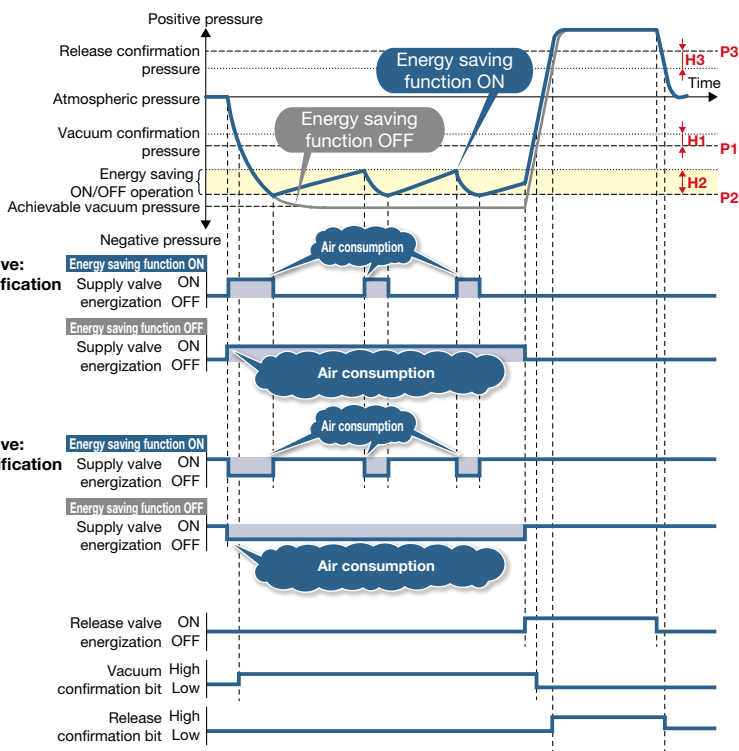 Positive pressure
Release confirmation
pressure
P3
H3
Time
Atmospheric pressure
Energy saving
function ON
Energy saving
function OFF
Vacuum confirmation
pressure
H1
P1
Energy saving
ON/OFF operation
H2
P2
Achievable vacuum pressure
Negative pressure
ve:
ification
Energy saving function ON
Supply valve ON
energization OFF
Air consumption
Energy saving function OFF
Supply valve ON
energization OFF
Air consumption
ve:
ification
Energy saving function ON
Supply valve ON
energization OFF
Air consumption
Energy saving function OFF
Supply valve ON
energization OFF
Air consumption
Release valve ON
energization OFF
Vacuum High
confirmation bit Low
Release High
confirmation bit Low